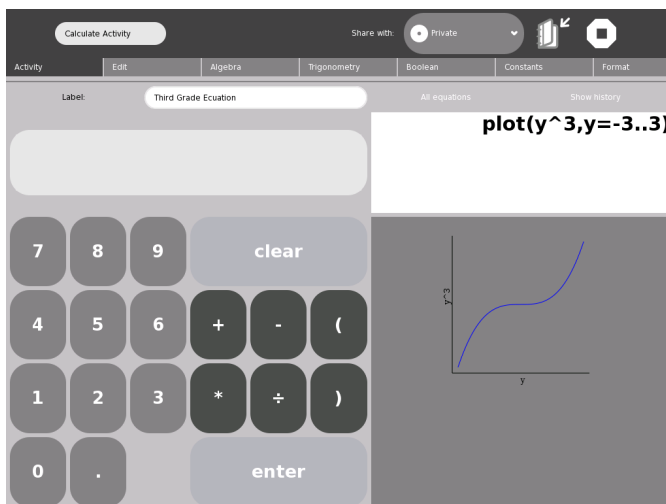 Calculate Activity
Share with:
Private
Activity
Edit
Algebra
Trigonometry
Boolean
Constants
Format
Label:
Third Grade Ecuation
All equations
Show history
plot(y^3,y=-3..3)
7 8 9 clear
4 5 6 + - (
1 2 3 * ÷ )
0 . enter
y^3
y